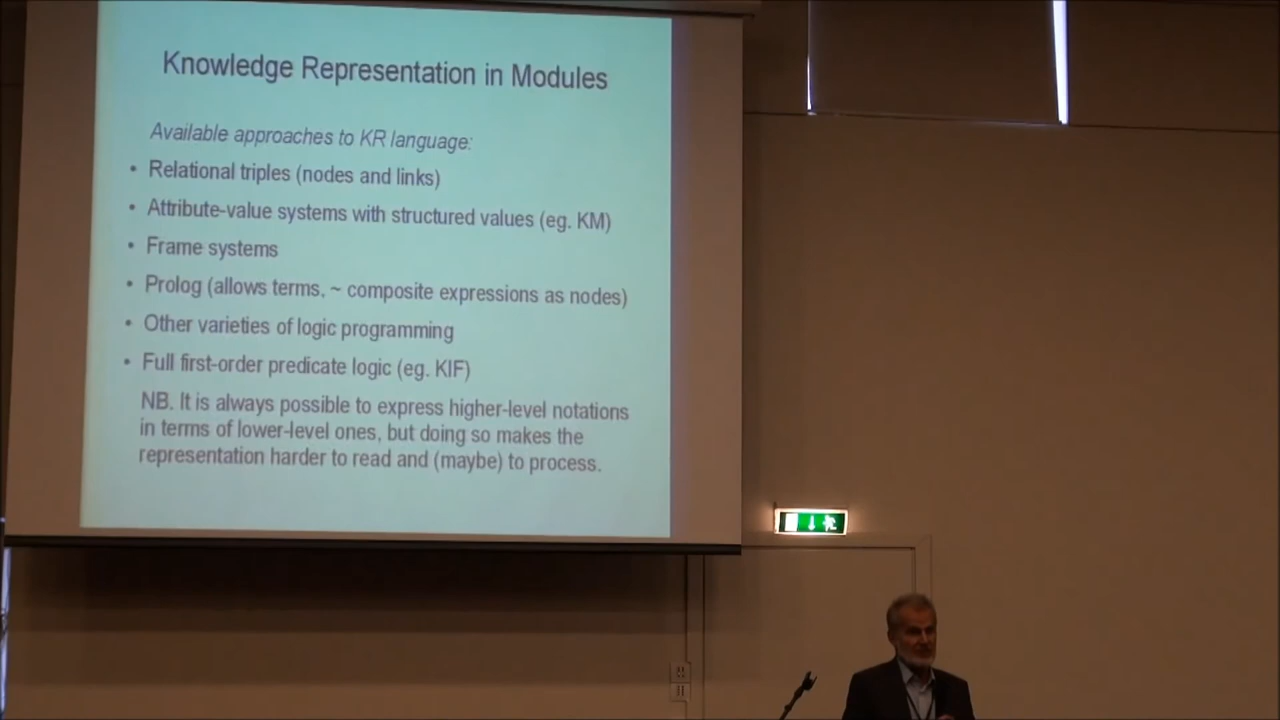 Knowledge Representation in Modules
Available approaches to KR language:
• Relational triples (nodes and links)
• Attribute-value systems with structured values (eg. KM)
• Frame systems
• Prolog (allows terms, ~ composite expressions as nodes)
• Other varieties of logic programming
• Full first-order predicate logic (eg. KIF)
NB. It is always possible to express higher-level notations
in terms of lower-level ones, but doing so makes the
representation harder to read and (maybe) to process.